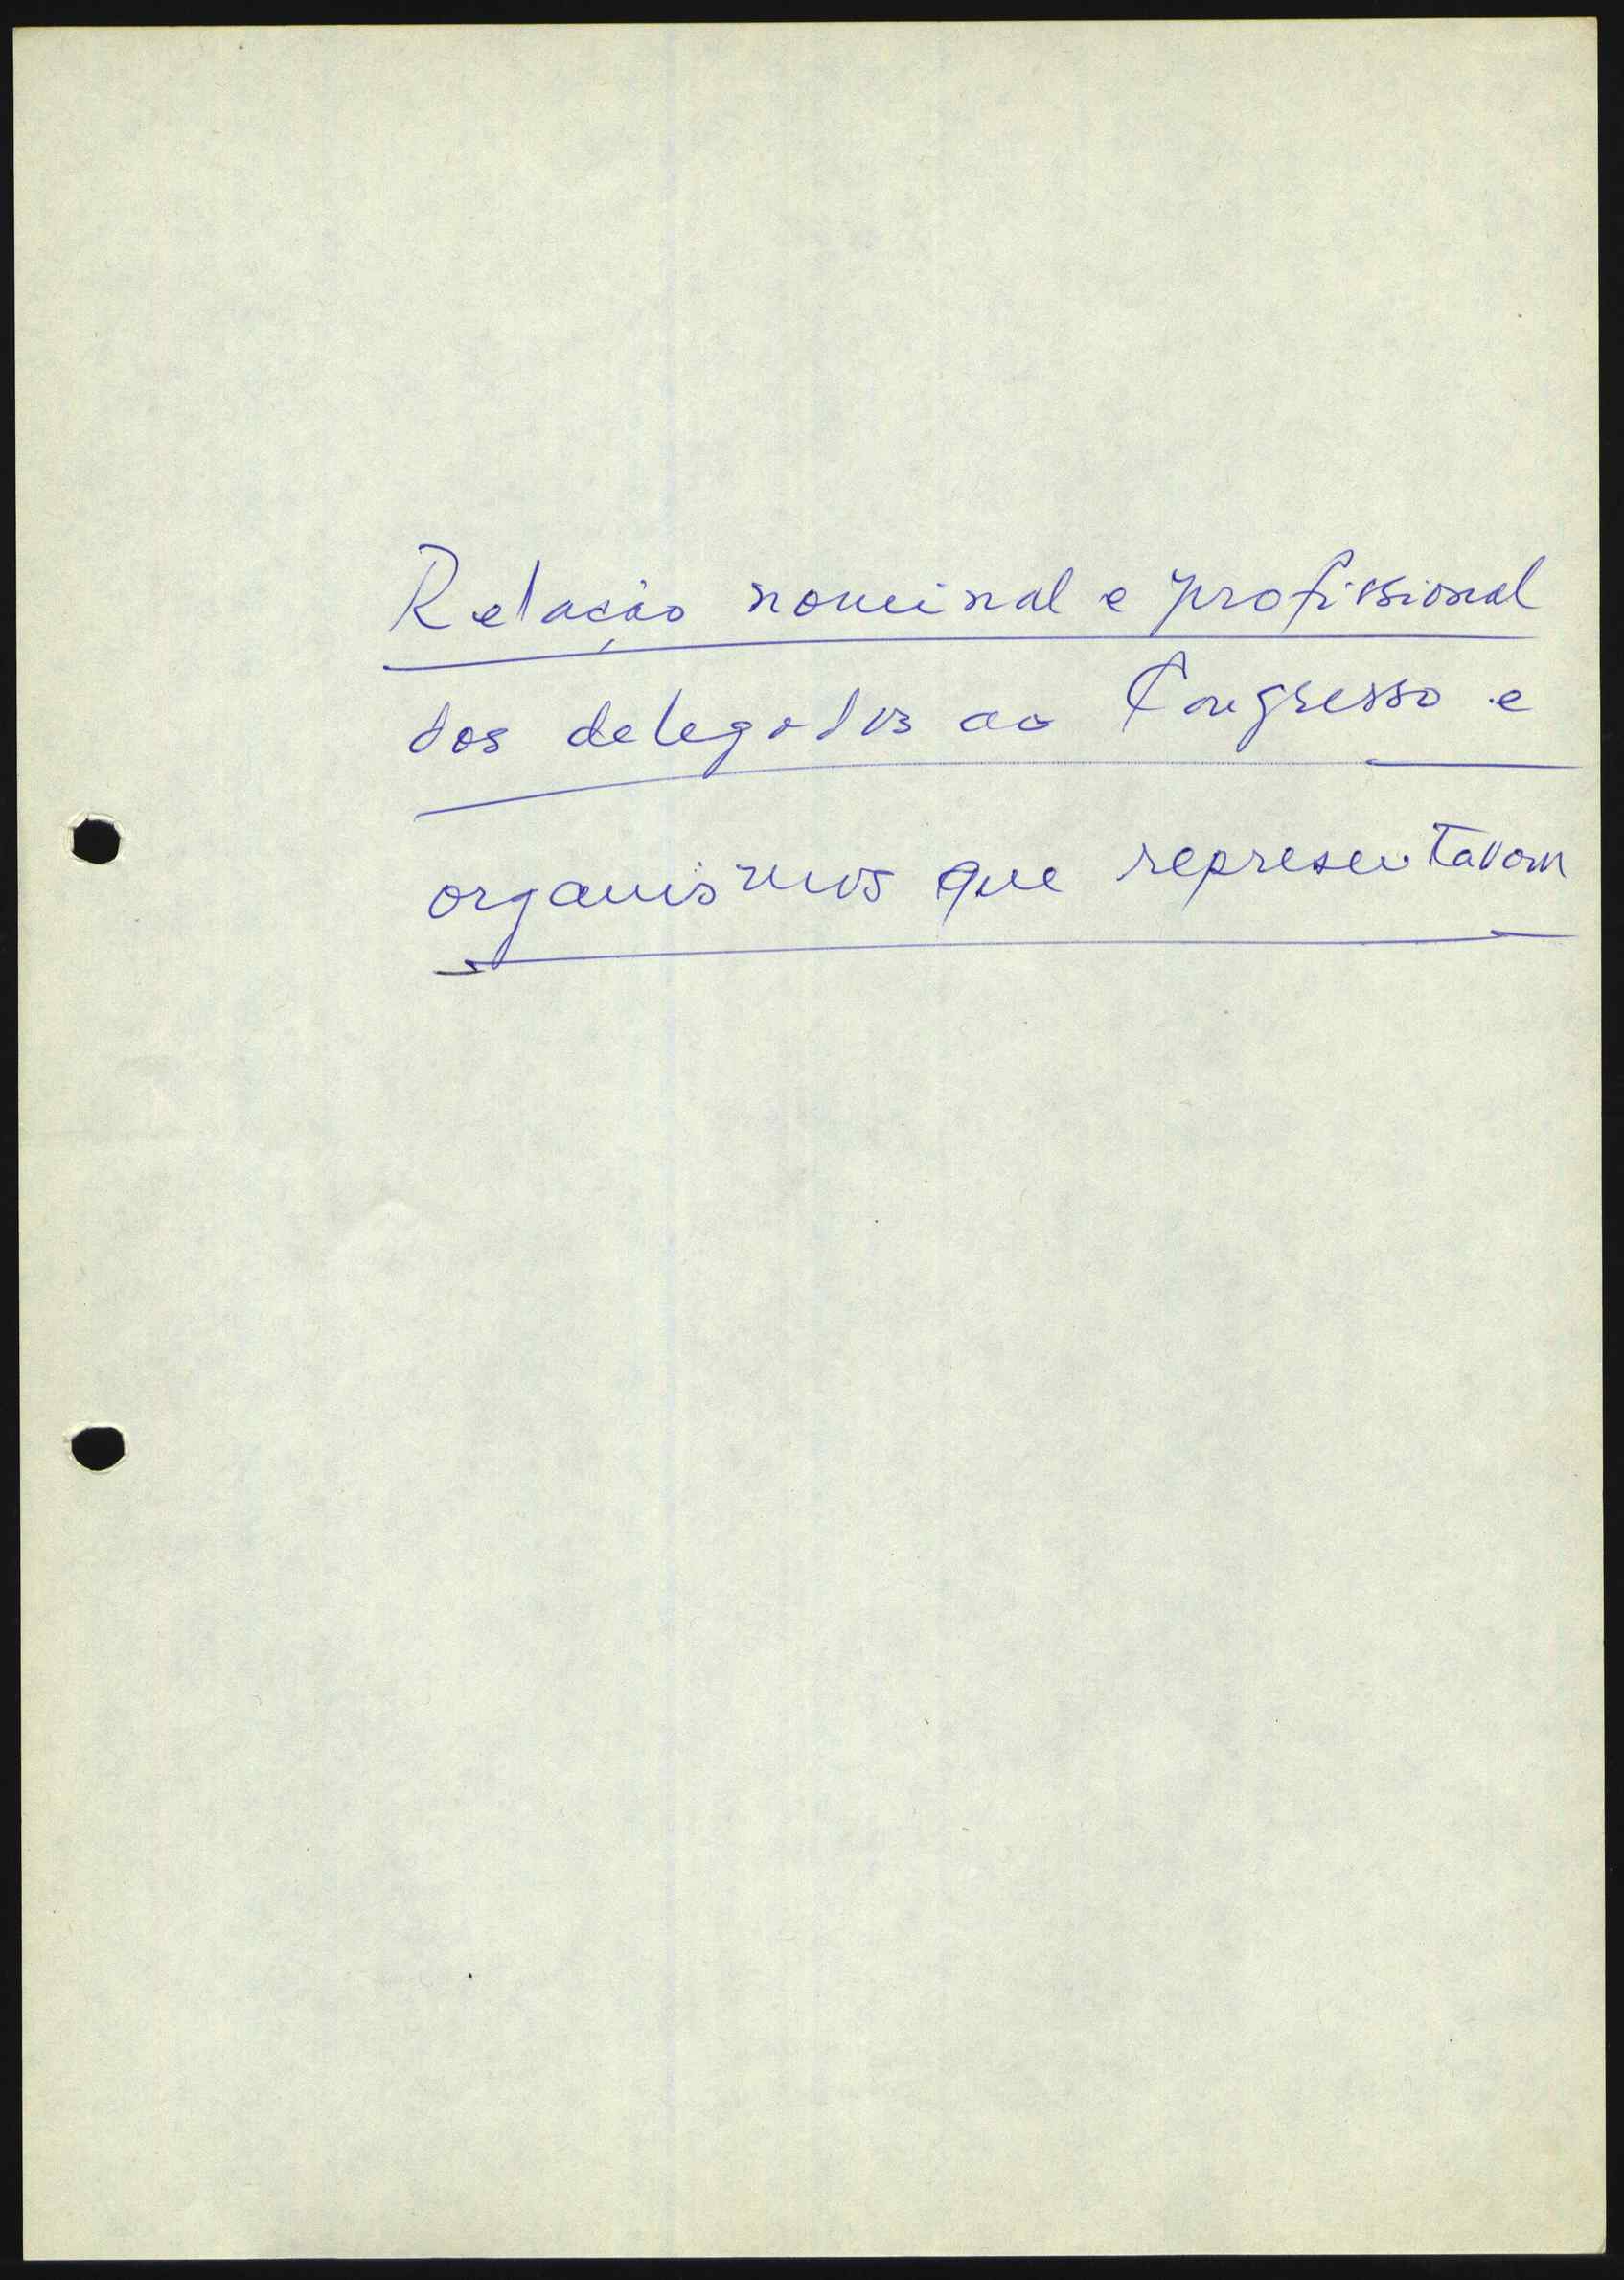 Relação nominal e profissional
dos delegados ao Congresso e
organismos que representavam